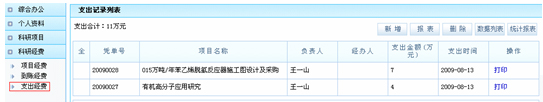 综合办公
个人资料
科研项目
科研经费
项目经费
到账经费
支出经费
支出记录列表
支出合计：11万元
新 增
报 表
删 除
数据列表
统计报表
全 凭单号 项目名称 负责人 经办人 支出金额(万元) 支出时间 操作
20090028 015万吨/年苯乙烯脱氢反应器施工图设计及采购 王一山 7 2009-08-13 打印
20090027 有机高分子应用研究 王一山 4 2009-08-13 打印